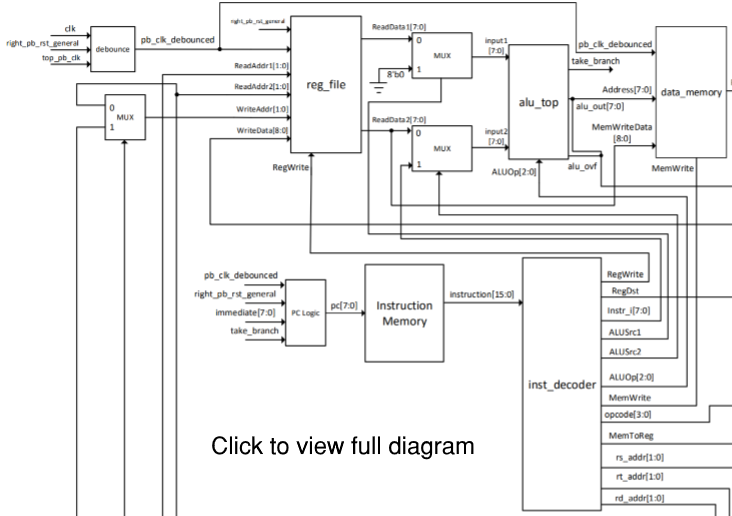 clk
right_pb_rst_general
top_pb_clk
debounce
pb_clk_debounced
right_pb_rst_general
ReadAddr1[1:0]
ReadAddr2[1:0]
WriteAddr[1:0]
WriteData[8:0]
reg_file
RegWrite
0
1
MUX
ReadData1[7:0]
0
1
MUX
8'b0
ReadData2[7:0]
0
1
MUX
input1
[7:0]
input2
[7:0]
alu_top
ALUOp[2:0]
pb_clk_debounced
take_branch
Address[7:0]
alu_out[7:0]
MemWriteData
[8:0]
alu_ovf
data_memory
MemWrite
pb_clk_debounced
right_pb_rst_general
immediate[7:0]
take_branch
PC Logic
pc[7:0]
Instruction
Memory
instruction[15:0]
inst_decoder
RegWrite
RegDst
Instr_i[7:0]
ALUSrc1
ALUSrc2
ALUOp[2:0]
MemWrite
opcode[3:0]
MemToReg
rs_addr[1:0]
rt_addr[1:0]
rd_addr[1:0]
Click to view full diagram